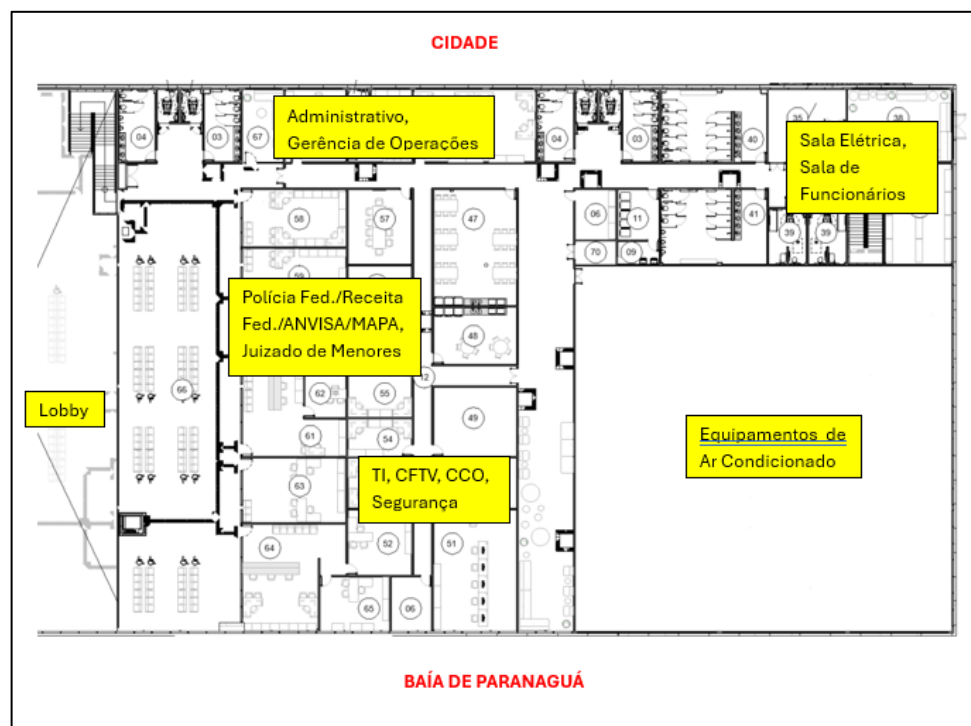 CIDADE
04
03
67
Administrativo,
Gerência de Operações
04
03
40
35
38
Sala Elétrica,
Sala de
Funcionários
58
57
47
06
11
41
39
39
70
09
59
Polícia Fed./Receita
Fed./ANVISA/MAPA,
Juizado de Menores
48
66
62
55
12
Lobby
49
61
54
Equipamentos de
Ar Condicionado
63
TI, CFTV, CCO,
Segurança
64
52
51
65
06
BAÍA DE PARANAGUÁ